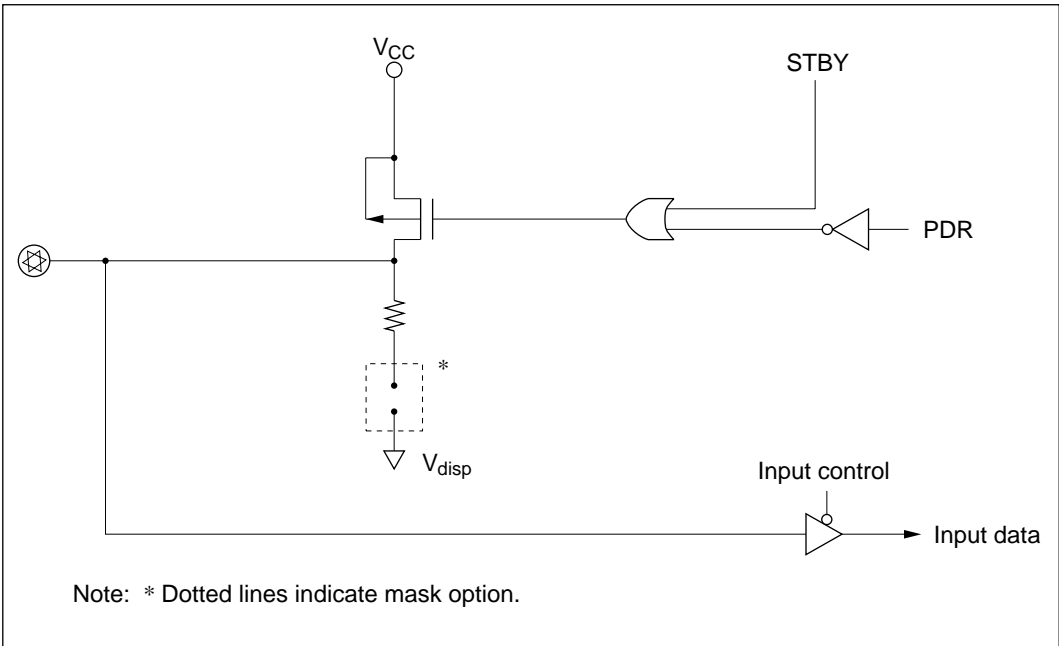 VCC
STBY
PDR
*
Vdisp
Input control
Input data
Note: * Dotted lines indicate mask option.